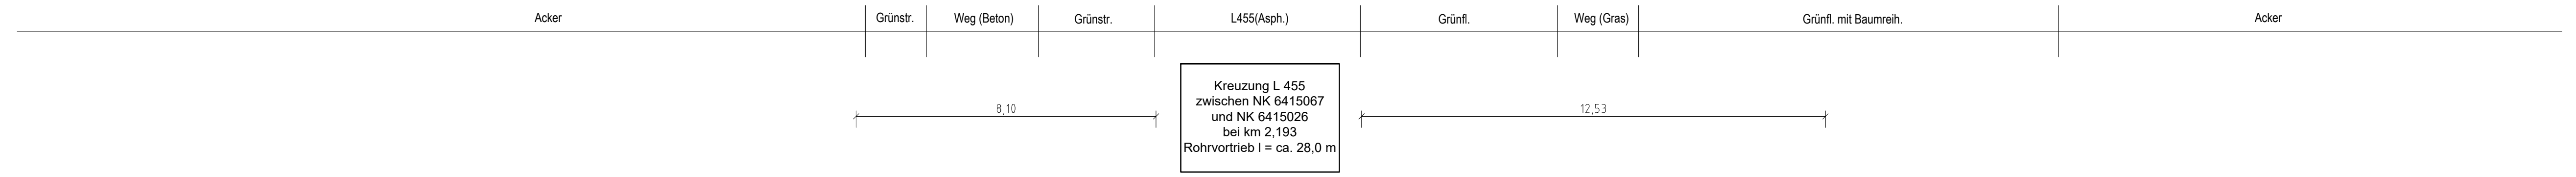 Acker Grünstr. Weg (Beton) Grünstr. L455(Asph.) Grünfl. Weg (Gras) Grünfl. mit Baumreih. Acker
Kreuzung L 455
zwischen NK 6415067
8,10 12,53
und NK 6415026
bei km 2,193
Rohrvortrieb l = ca. 28,0 m